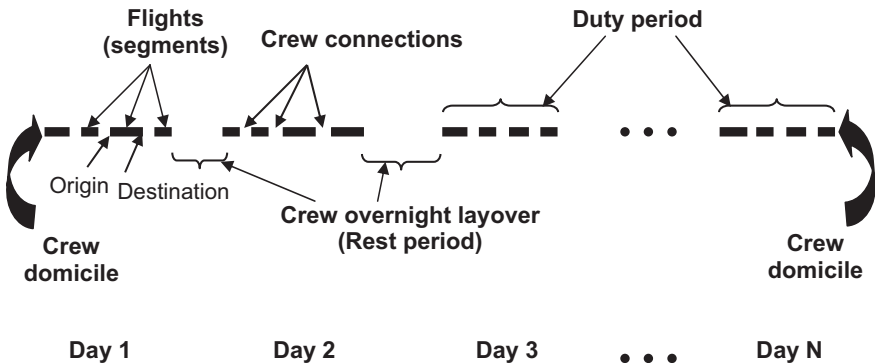 Flights
(segments)
Crew connections
Duty period
Origin
Destination
Crew overnight layover
(Rest period)
Crew
domicile
Crew
domicile
Day 1
Day 2
Day 3
Day N